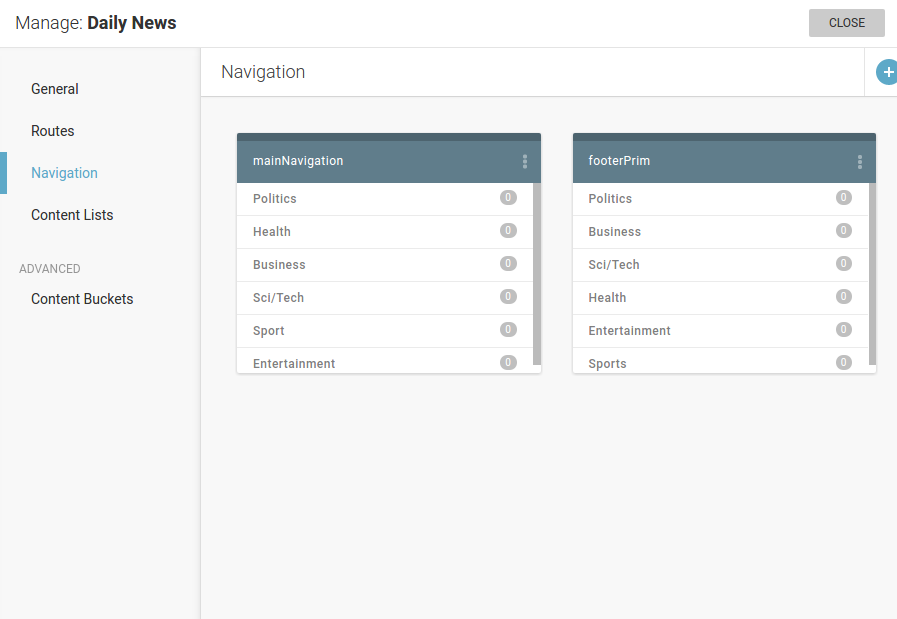 Manage: Daily News
CLOSE
General
Routes
Navigation
Content Lists
ADVANCED
Content Buckets
Navigation
+
mainNavigation
Politics 0
Health 0
Business 0
Sci/Tech 0
Sport 0
Entertainment 0
footerPrim
Politics 0
Business 0
Sci/Tech 0
Health 0
Entertainment 0
Sports 0